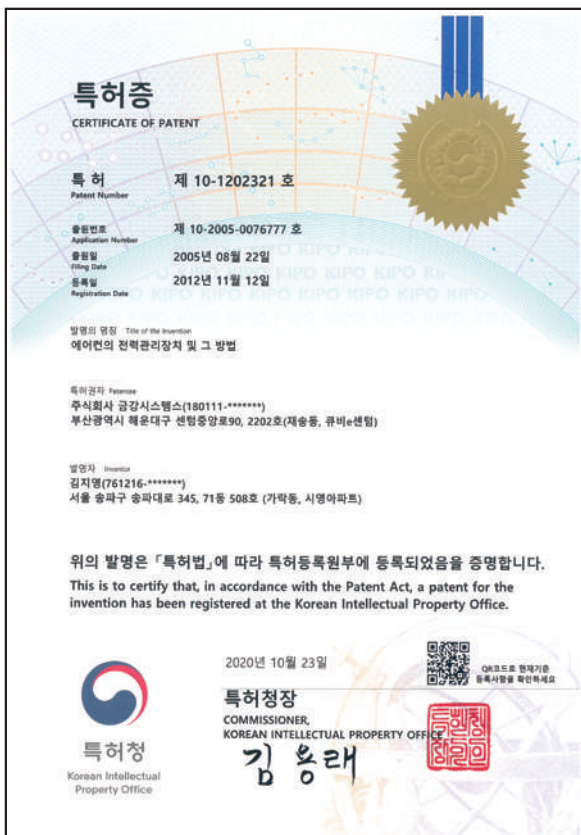 특허증
CERTIFICATE OF PATENT
특 허 제 10-1202321 호
Patent Number
출원번호 제 10-2005-0076777 호
Application Number
출원일 2005년 08월 22일
Filing Date
등록일 2012년 11월 12일
Registration Date
발명의 명칭 Title of the Invention
에어컨의 전력관리장치 및 그 방법
특허권자 Patentee
주식회사 금강시스템스(180111-*******)
부산광역시 해운대구 센텀중앙로90, 2202호(재송동, 큐비e센텀)
발명자 Inventor
김지영(761216-*******)
서울 송파구 송파대로 345, 71동 508호 (가락동, 시영아파트)
위의 발명은 「특허법」에 따라 특허등록원부에 등록되었음을 증명합니다.
This is to certify that, in accordance with the Patent Act, a patent for the
invention has been registered at the Korean Intellectual Property Office.
2020년 10월 23일
QR코드로 현재기준
등록사항을 확인하세요
특허청장
COMMISSIONER,
KOREAN INTELLECTUAL PROPERTY OFFICE
김용래
특허청
Korean Intellectual
Property Office